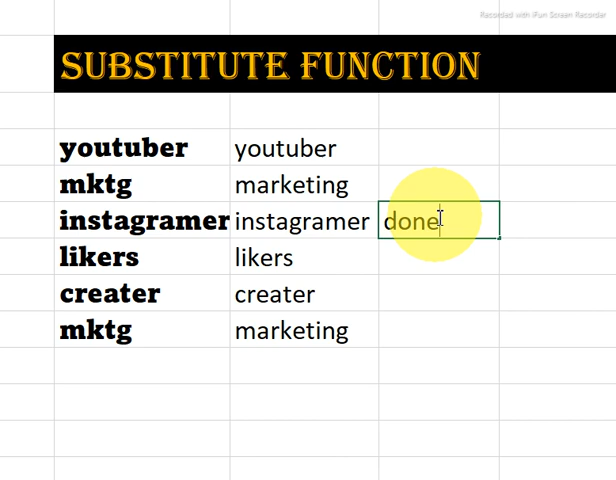 Recorded with iFun Screen Recorder
SUBSTITUTE FUNCTION
youtuber youtuber
mktg marketing
instagramer instagramer done
likers likers
creater creater
mktg marketing